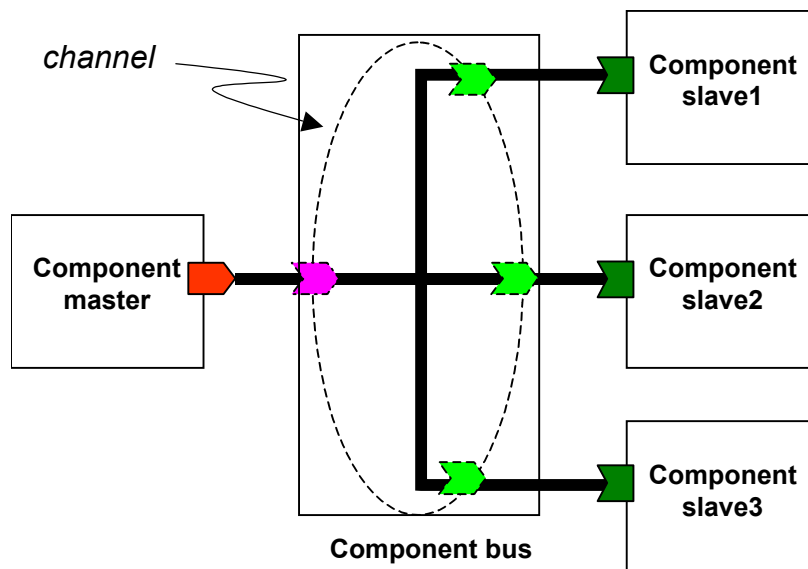 channel
Component
slave1
Component
master
Component
slave2
Component
slave3
Component bus